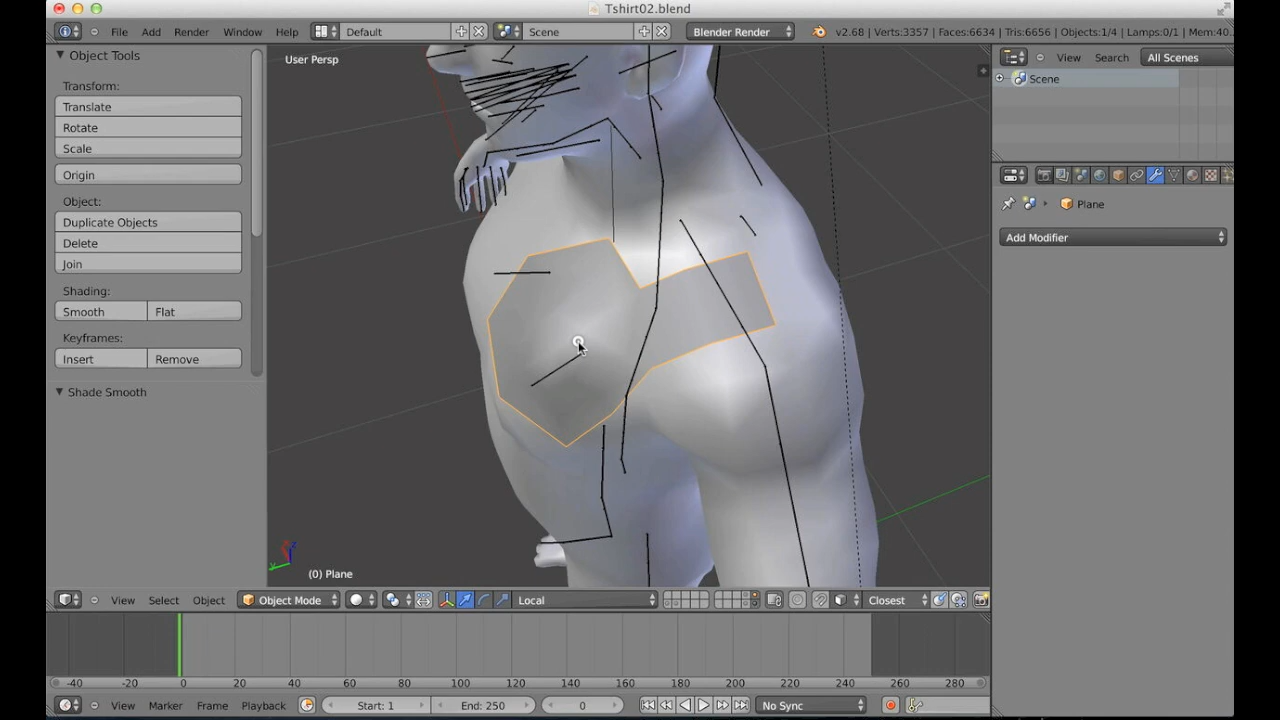 Tshirt02.blend
File Add Render Window Help Default Scene Blender Render v2.68 | Verts:3357 | Faces:6634 | Tris:6656 | Objects:1/4 | Lamps:0/1 | Mem:40.
Object Tools
Transform:
Translate
Rotate
Scale
Origin
Object:
Duplicate Objects
Delete
Join
Shading:
Smooth Flat
Keyframes:
Insert Remove
Shade Smooth
User Persp
(0) Plane
View Search All Scenes
Scene
Plane
Add Modifier
View Select Object Object Mode Local Closest
-40 -20 0 20 40 60 80 100 120 140 160 180 200 220 240 260 280
View Marker Frame Playback Start: 1 End: 250 0 No Sync